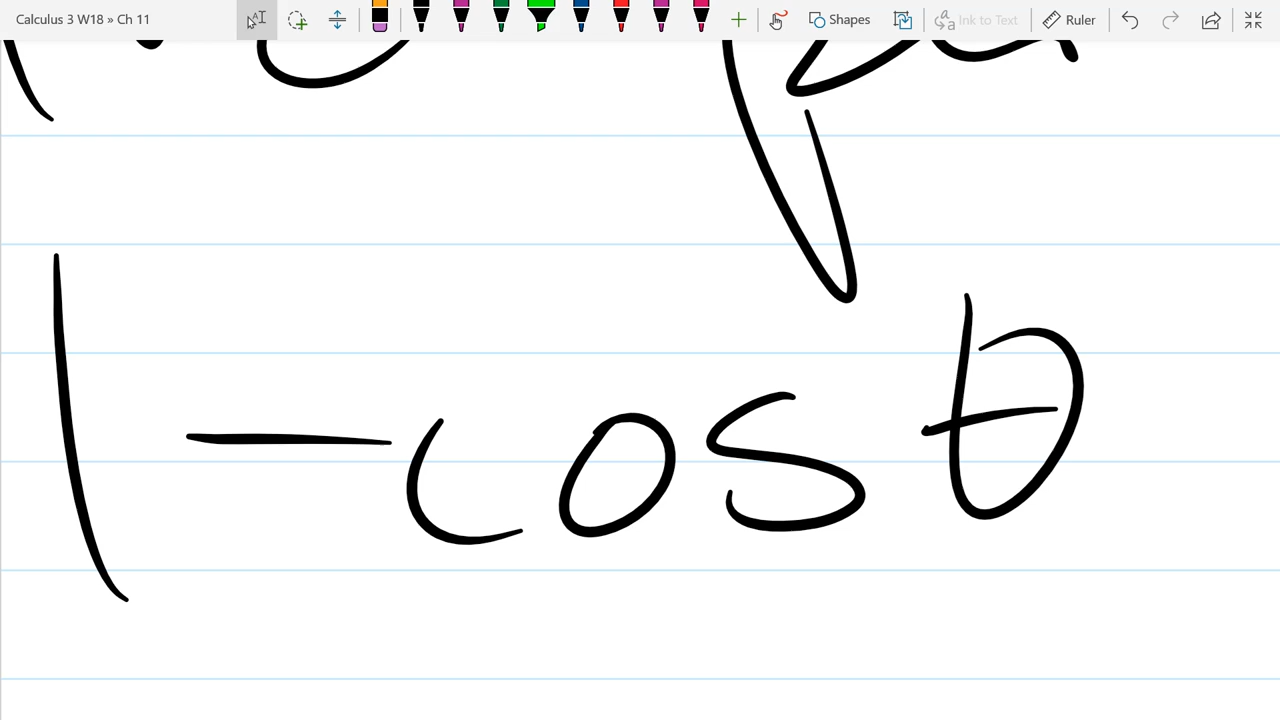 Calculus 3 W18 » Ch 11
Shapes
Ink to Text
Ruler
1 - cos θ